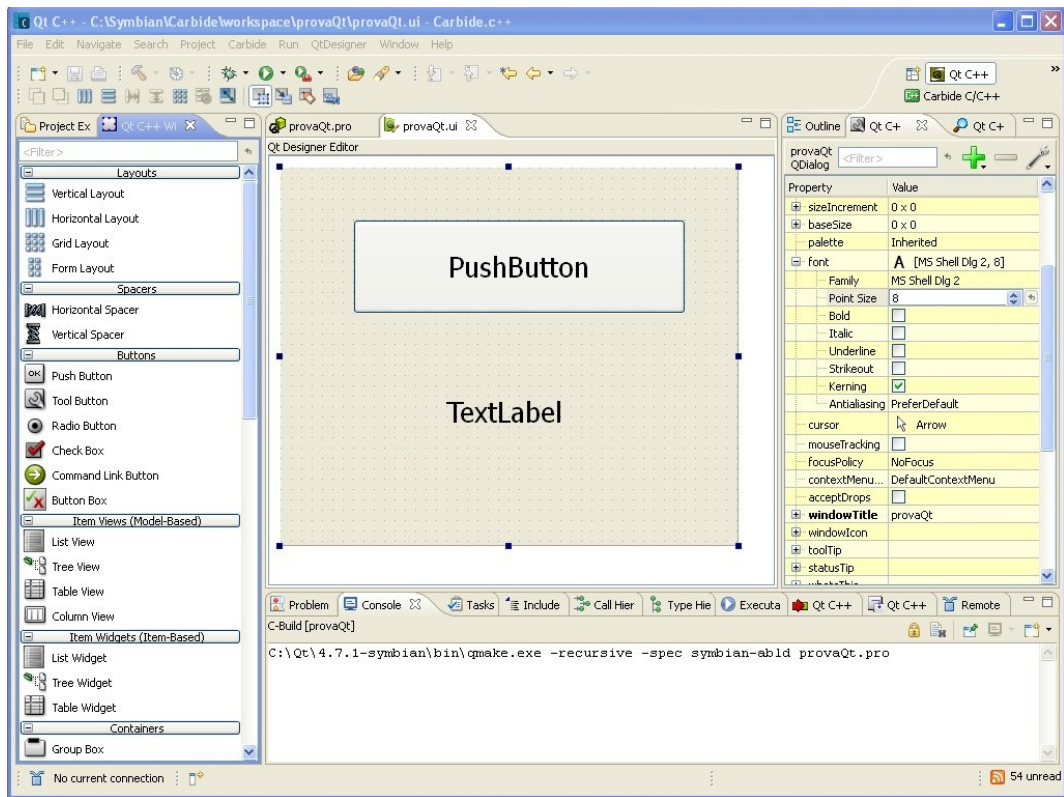 Qt C++ - C:\Symbian\Carbide\workspace\provaQt\provaQt.ui - Carbide.c++
File Edit Navigate Search Project Carbide Run QtDesigner Window Help
Qt C++
Carbide C/C++
Project Ex
Qt C++ Wi
<Filter>
Layouts
Vertical Layout
Horizontal Layout
Grid Layout
Form Layout
Spacers
Horizontal Spacer
Vertical Spacer
Buttons
OK Push Button
Tool Button
Radio Button
Check Box
Command Link Button
Button Box
Item Views (Model-Based)
List View
Tree View
Table View
Column View
Item Widgets (Item-Based)
List Widget
Tree Widget
Table Widget
Containers
Group Box
provaQt.pro
provaQt.ui
Qt Designer Editor
PushButton
TextLabel
Outline
Qt C+
Qt C+
provaQt
QDialog
<Filter>
Property Value
sizeIncrement 0 x 0
baseSize 0 x 0
palette Inherited
font A [MS Shell Dlg 2, 8]
Family MS Shell Dlg 2
Point Size 8
Bold
Italic
Underline
Strikeout
Kerning
Antialiasing PreferDefault
cursor Arrow
mouseTracking
focusPolicy NoFocus
contextMenu... DefaultContextMenu
acceptDrops
windowTitle provaQt
windowIcon
toolTip
statusTip
Problem
Console
Tasks
Include
Call Hier
Type Hie
Executa
Qt C++
Qt C++
Remote
C-Build [provaQt]
C:\Qt\4.7.1-symbian\bin\qmake.exe -recursive -spec symbian-abld provaQt.pro
No current connection
54 unread